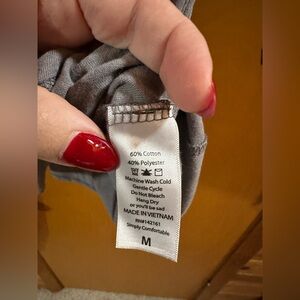 60% Cotton
40% Polyester
Machine Wash Cold
Gentle Cycle
Do Not Bleach
Hang Dry
or you'll be sad
MADE IN VIETNAM
RN#142161
Simply Comfortable
M